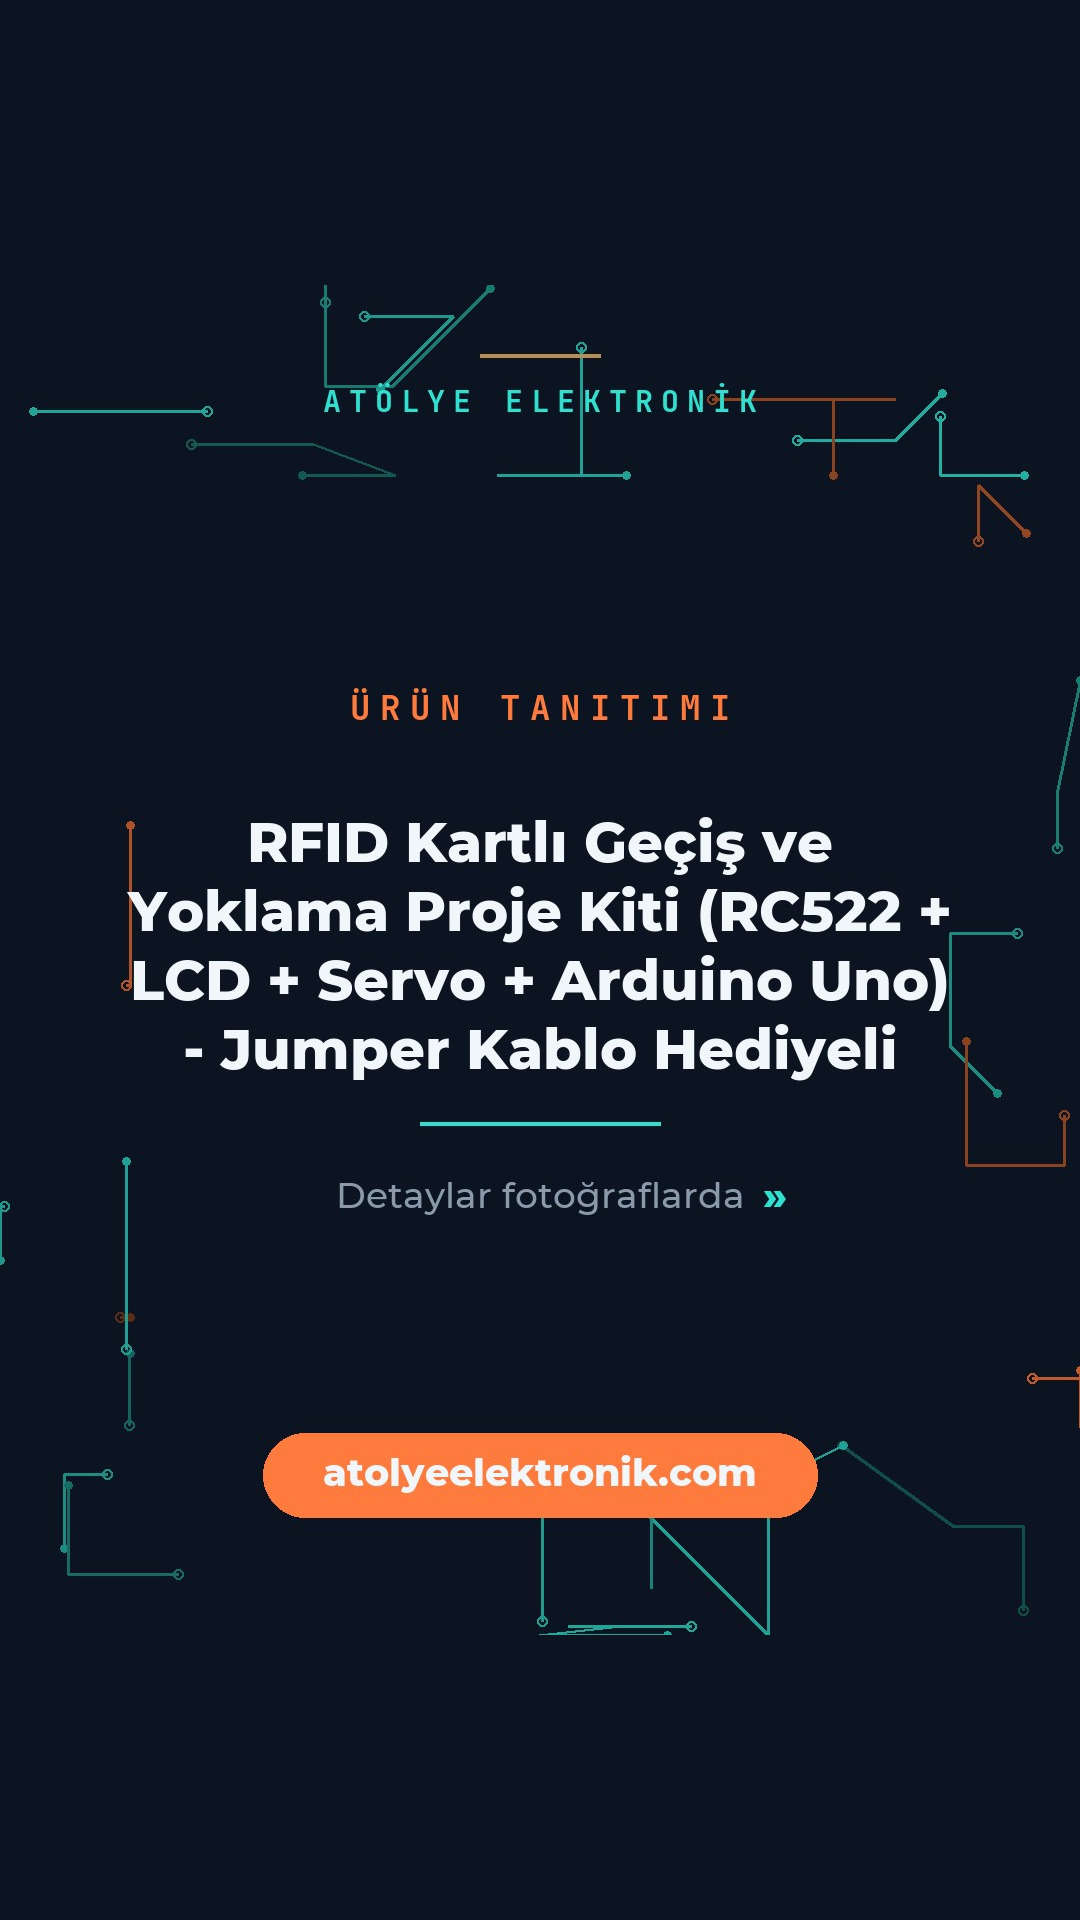 ATÖLYE ELEKTRONİK
ÜRÜN TANITIMI
RFID Kartlı Geçiş ve
Yoklama Proje Kiti (RC522 +
LCD + Servo + Arduino Uno)
- Jumper Kablo Hediyeli
Detaylar fotoğraflarda »
atolyeelektronik.com